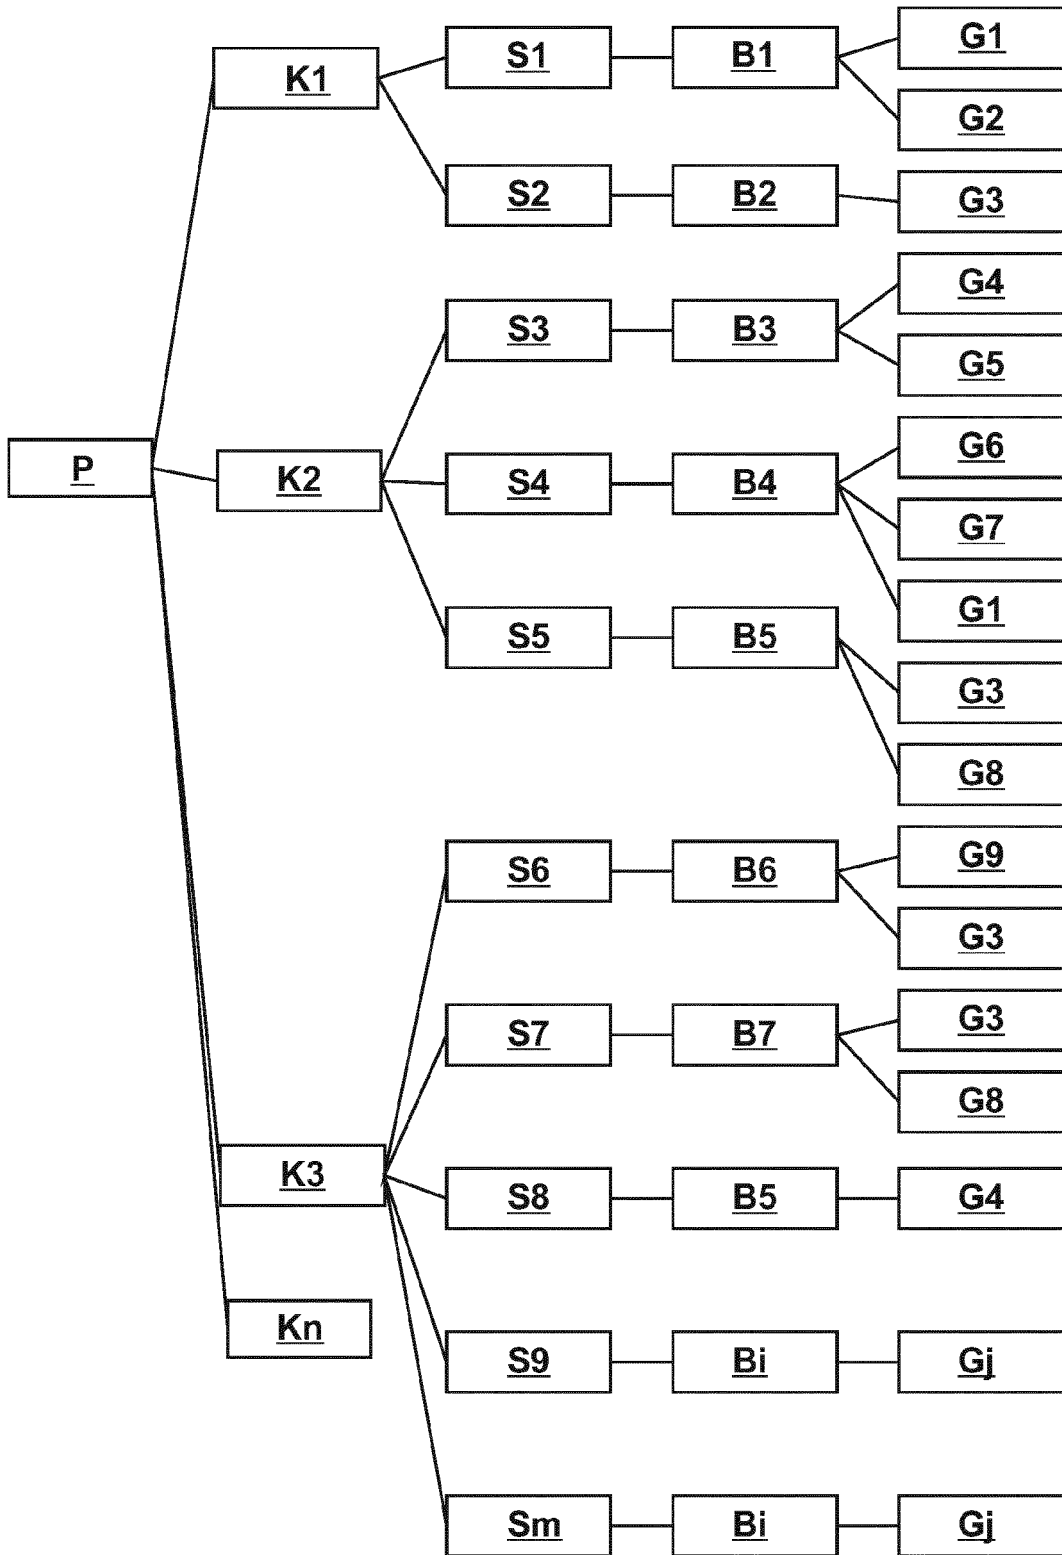 G1
S1 B1
K1
G2
S2 B2 G3
G4
S3 B3
G5
G6
P
K2 S4 B4
G7
G1
S5 B5
G3
G8
G9
S6 B6
G3
G3
S7 B7
G8
K3
S8 B5 G4
Kn
S9 Bi Gj
Sm Bi Gj